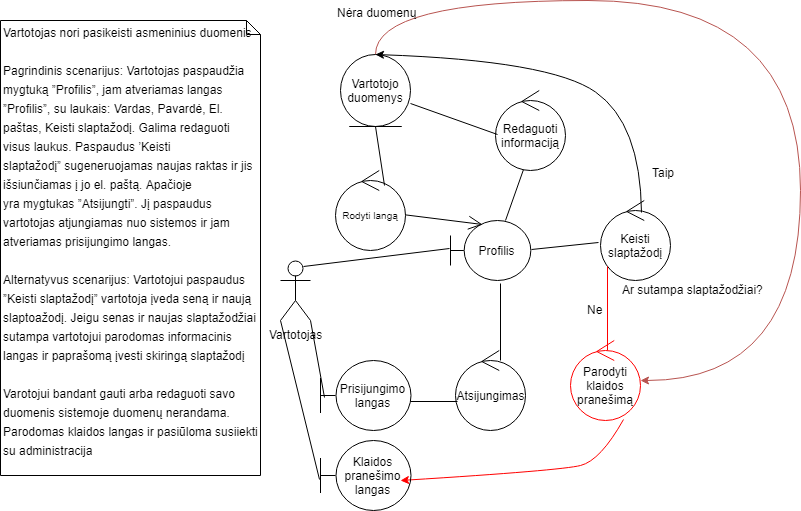 Vartotojas nori pasikeisti asmeninius duomenis
Pagrindinis scenarijus: Vartotojas paspaudžia
mygtuką ”Profilis”, jam atveriamas langas
”Profilis”, su laukais: Vardas, Pavardė, El.
paštas, Keisti slaptažodį. Galima redaguoti
visus laukus. Paspaudus ’Keisti
slaptažodį” sugeneruojamas naujas raktas ir jis
išsiunčiamas į jo el. paštą. Apačioje
yra mygtukas ”Atsijungti”. Jį paspaudus
vartotojas atjungiamas nuo sistemos ir jam
atveriamas prisijungimo langas.
Alternatyvus scenarijus: Vartotojui paspaudus
”Keisti slaptažodį” vartotoja įveda seną ir naują
slaptoažodį. Jeigu senas ir naujas slaptažodžiai
sutampa vartotojui parodomas informacinis
langas ir paprašomą įvesti skiringą slaptažodį
Varotojui bandant gauti arba redaguoti savo
duomenis sistemoje duomenų nerandama.
Parodomas klaidos langas ir pasiūloma susiiekti
su administracija
Nėra duomenų
Vartotojo
duomenys
Redaguoti
informaciją
Taip
Rodyti langą
Profilis
Keisti
slaptažodį
Ar sutampa slaptažodžiai?
Ne
Vartotojas
Prisijungimo
langas
Atsijungimas
Parodyti
klaidos
pranešimą
Klaidos
pranešimo
langas